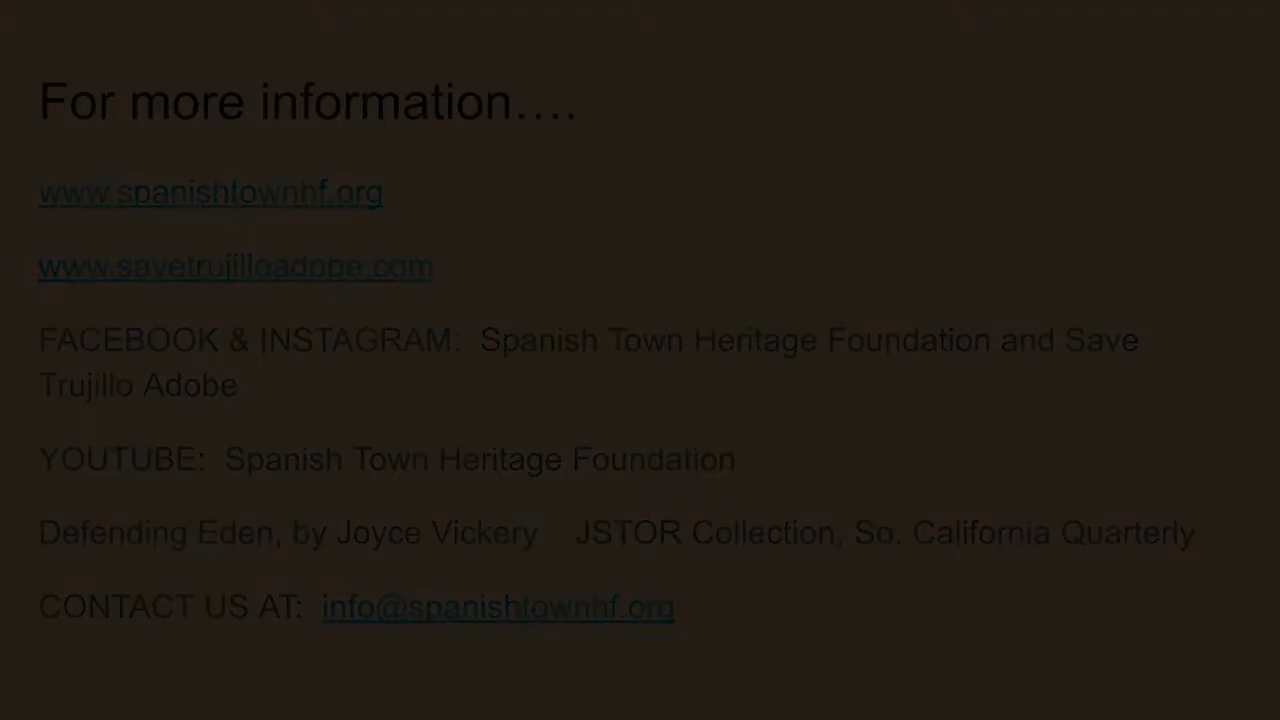 For more information….
www.spanishtownhf.org
www.savetrujilloadobe.com
FACEBOOK & INSTAGRAM: Spanish Town Heritage Foundation and Save
Trujillo Adobe
YOUTUBE: Spanish Town Heritage Foundation
Defending Eden, by Joyce Vickery JSTOR Collection, So. California Quarterly
CONTACT US AT: info@spanishtownhf.org